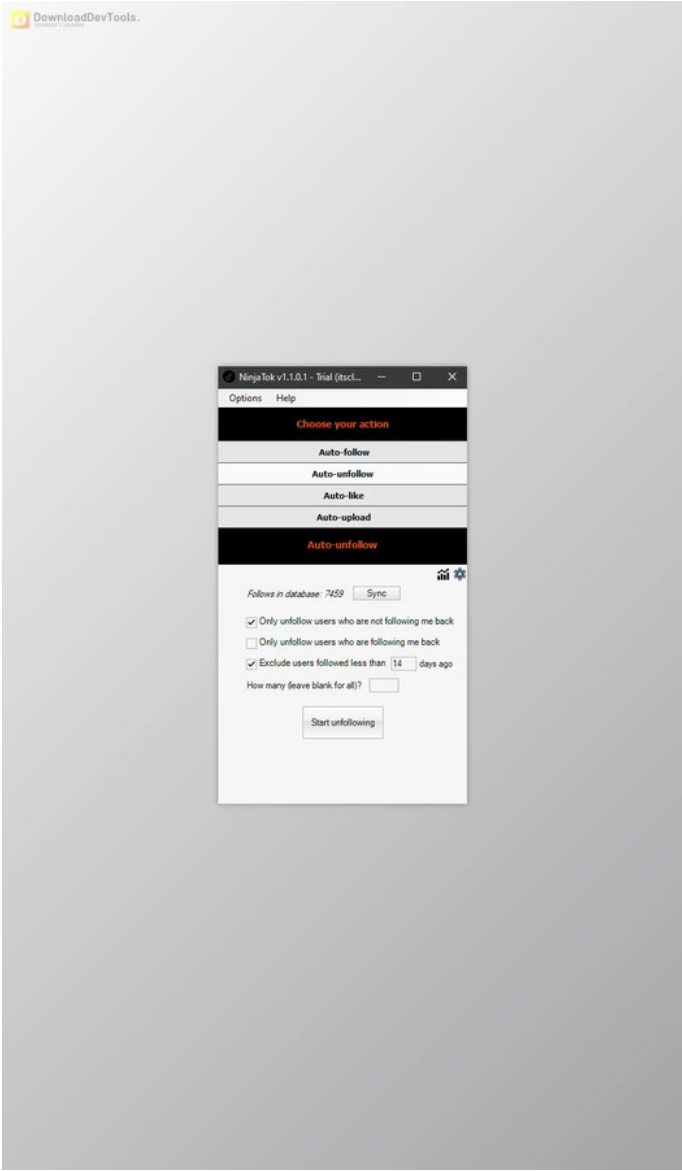 DownloadDevTools.
NinjaTok v1.1.0.1 - Trial (itscl...
Options Help
Choose your action
Auto-follow
Auto-unfollow
Auto-like
Auto-upload
Auto-unfollow
Follows in database: 7459 Sync
Only unfollow users who are not following me back
Only unfollow users who are following me back
Exclude users followed less than 14 days ago
How many (leave blank for all)?
Start unfollowing